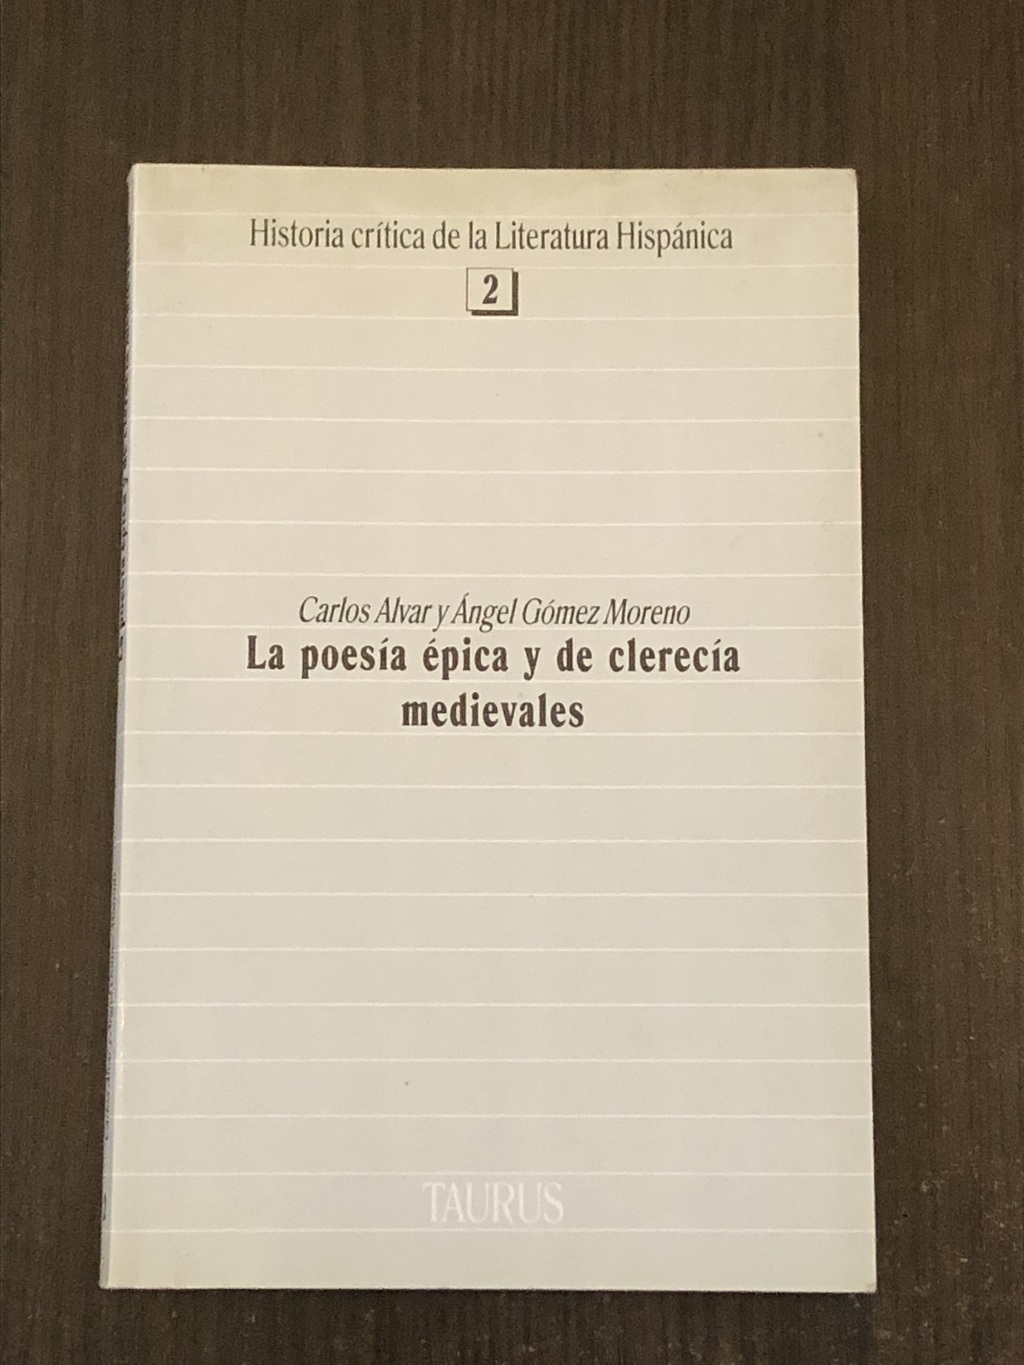 Historia crítica de la Literatura Hispánica
2
Carlos Alvar y Ángel Gómez Moreno
La poesía épica y de clerecía
medievales
TAURUS